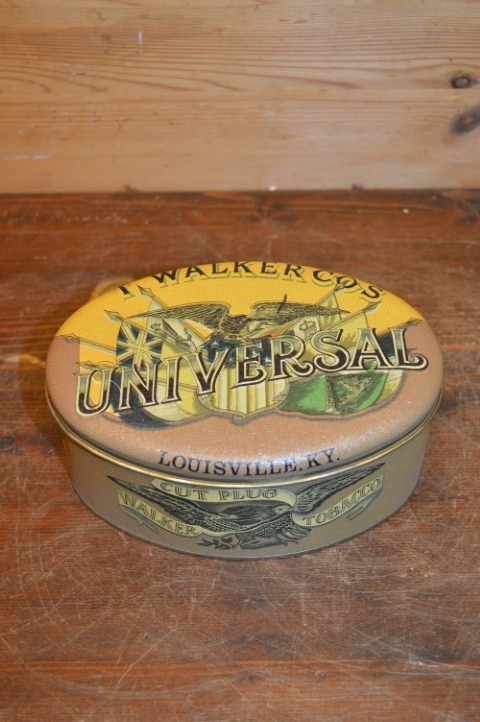 T WALKER CO'S
UNIVERSAL
LOUISVILLE, KY.
CUT PLUG
WALKER TOBACCO